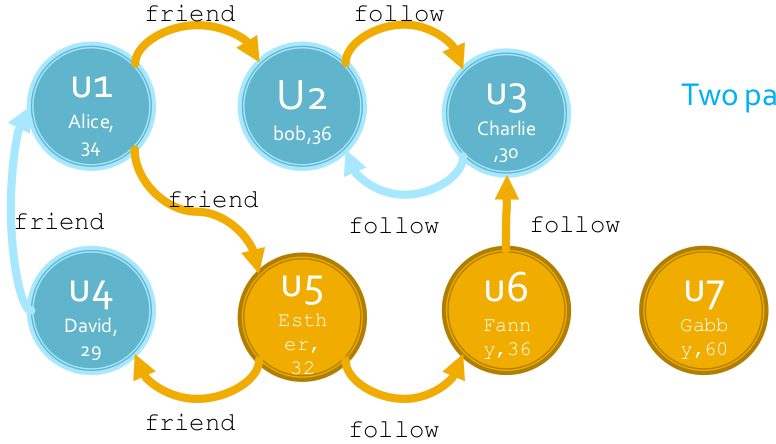 friend
follow
u1
Alice,
34
U2
bob,36
u3
Charlie
,30
Two pa
friend
friend
follow
follow
u4
David,
29
u5
Esth
er,
32
u6
Fann
y,36
u7
Gabb
y,60
friend
follow